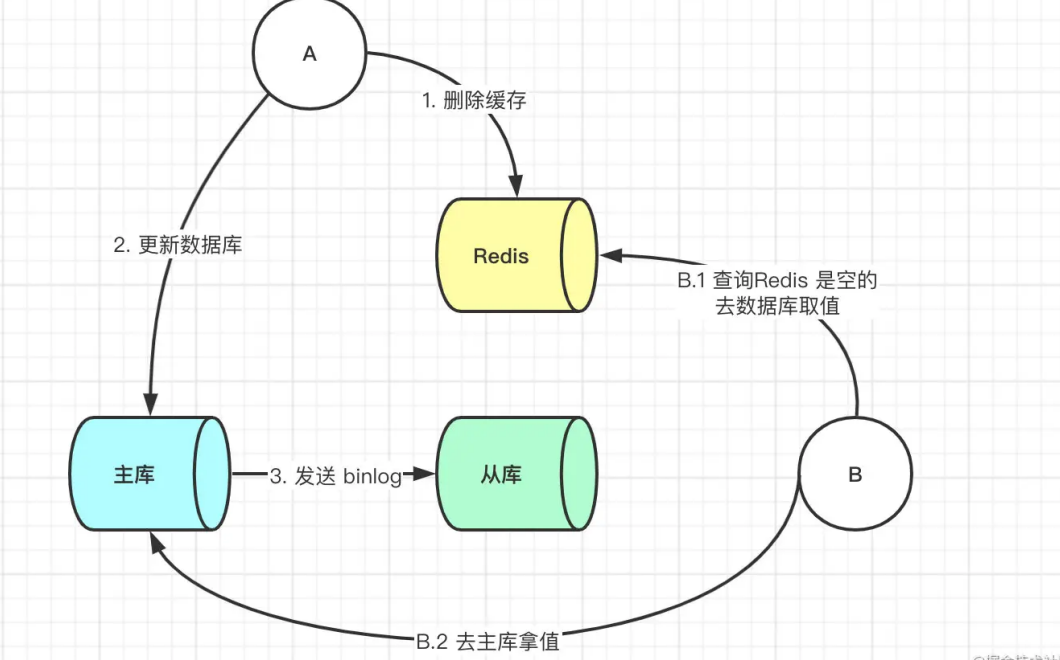 A
1. 删除缓存
2. 更新数据库
Redis
B.1 查询Redis 是空的
去数据库取值
主库
3. 发送 binlog
从库
B
B.2 去主库拿值